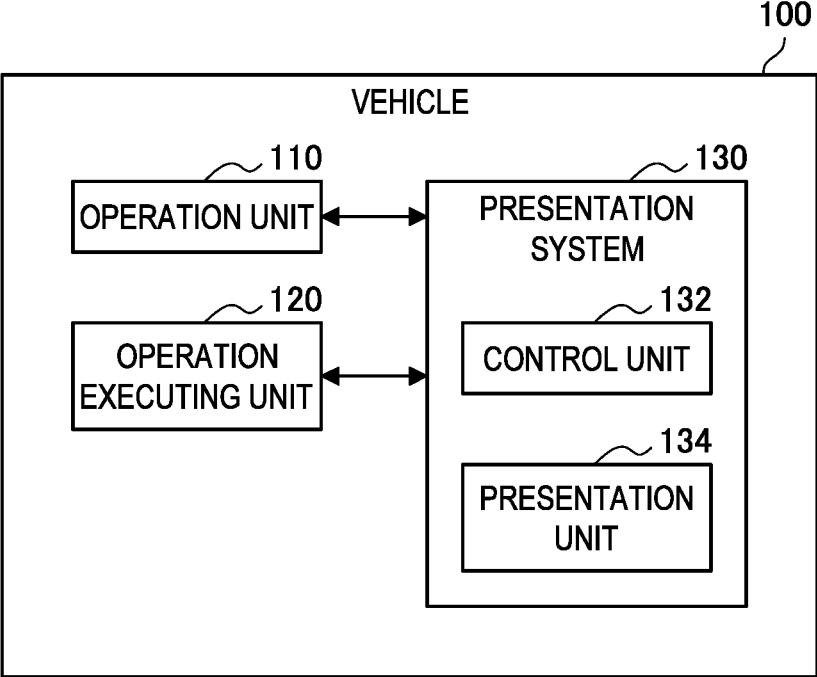 100
VEHICLE
110
OPERATION UNIT
120
OPERATION
EXECUTING UNIT
130
PRESENTATION
SYSTEM
132
CONTROL UNIT
134
PRESENTATION
UNIT